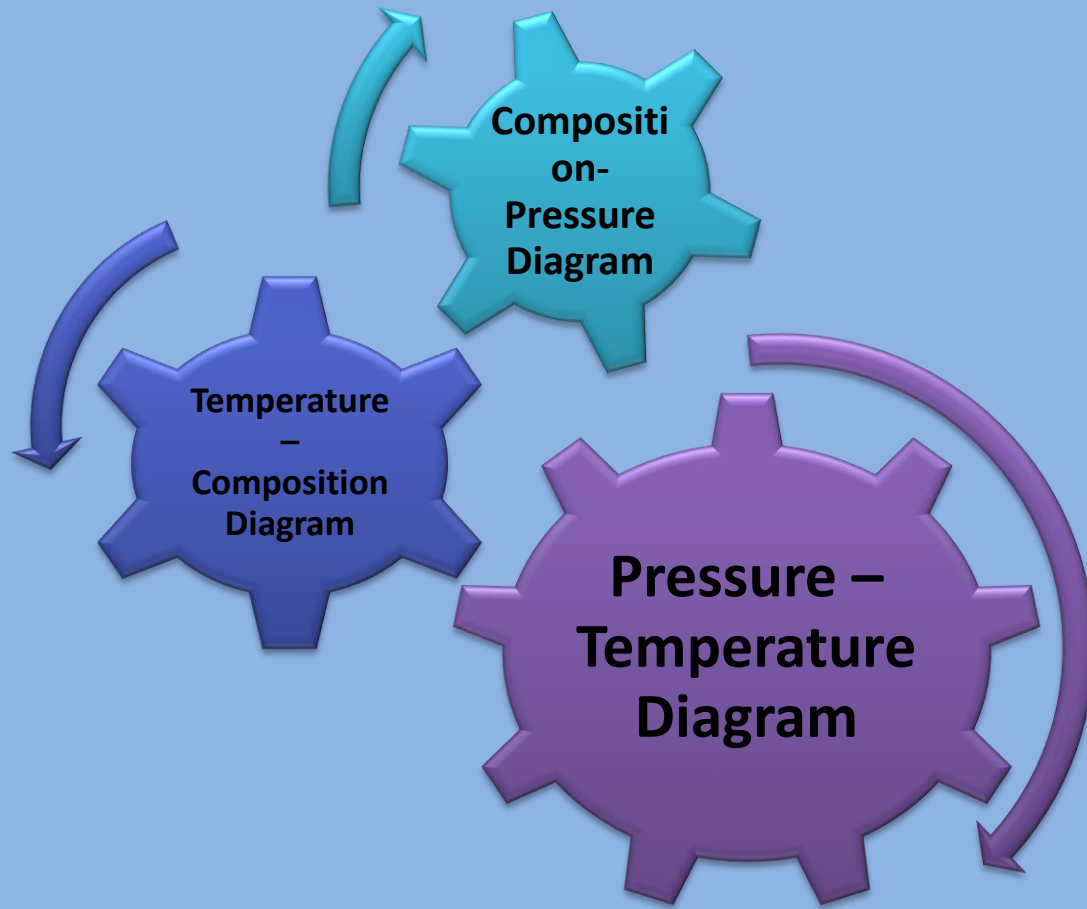 Compositi
on-
Pressure
Diagram
Temperature
–
Composition
Diagram
Pressure –
Temperature
Diagram